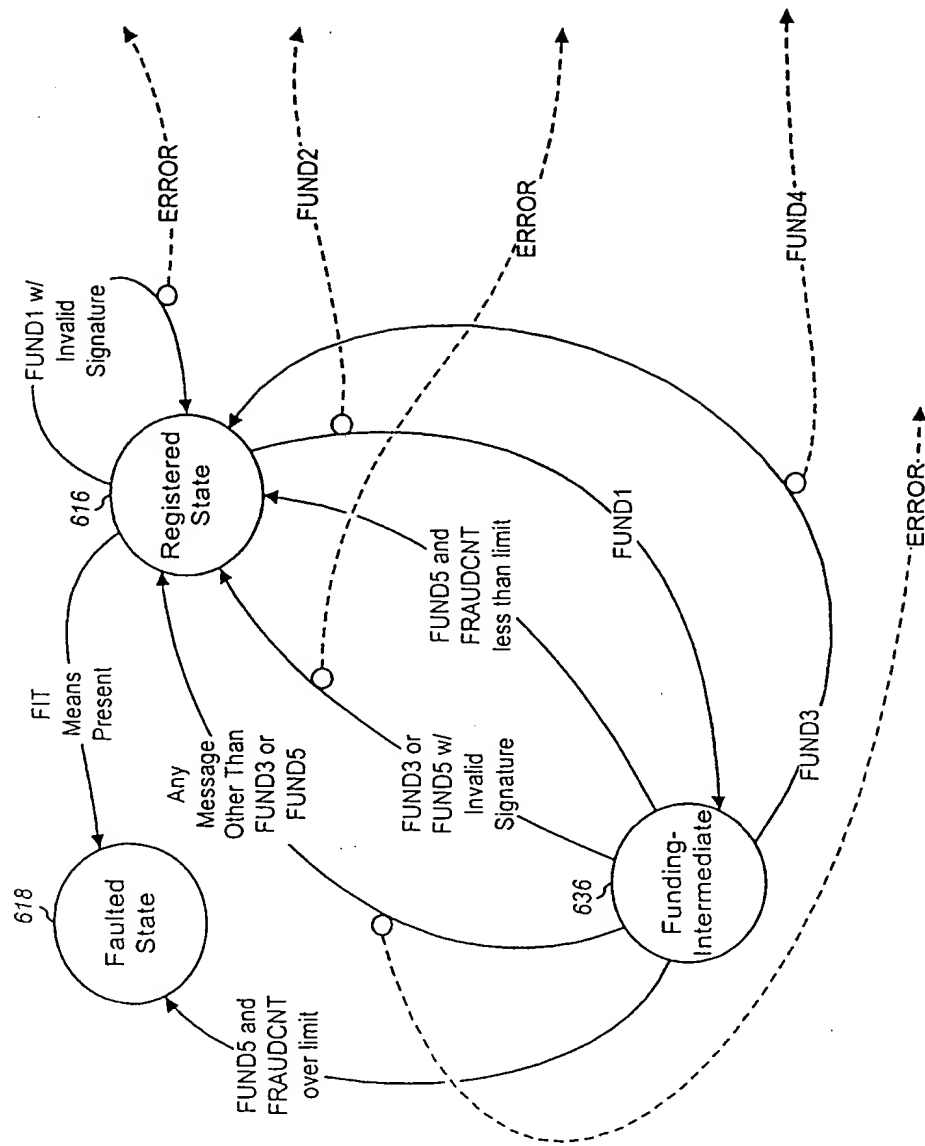 FUND1 w/
Invalid
Signature
ERROR
616
Registered
State
FUND2
FIT
Means
Present
618
Faulted
State
Any
Message
Other Than
FUND3 or
FUND5
FUND3 or
FUND5 w/
Invalid
Signature
FUND5 and
FRAUDCNT
less than limit
FUND1
ERROR
FUND4
FUND5 and
FRAUDCNT
over limit
636
Funding-
Intermediate
FUND3
ERROR